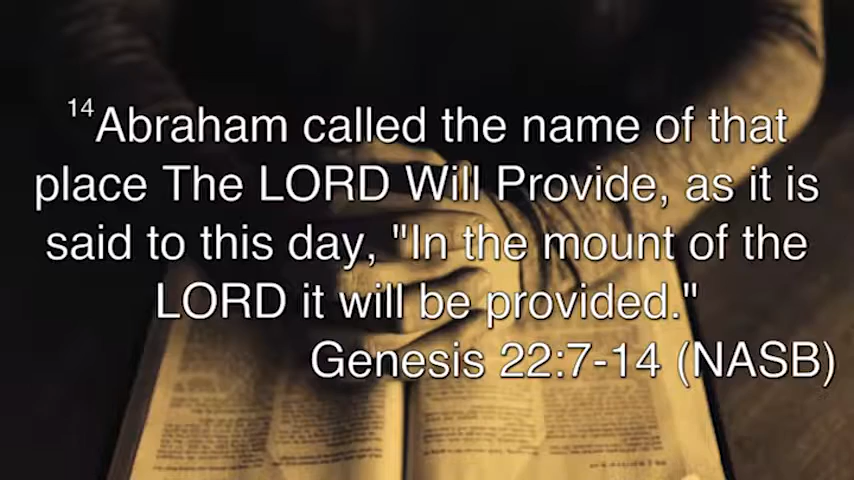 14Abraham called the name of that
place The LORD Will Provide, as it is
said to this day, "In the mount of the
LORD it will be provided."
Genesis 22:7-14 (NASB)